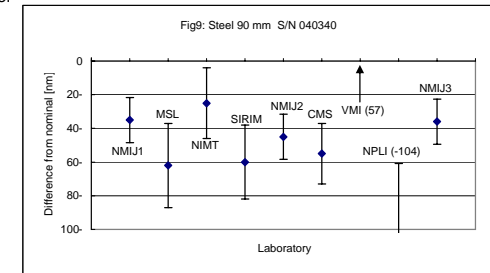 Fig9: Steel 90 mm S/N 040340
Difference from nominal [nm]
0
20-
40-
60-
80-
100-
NMIJ1
MSL
NIMT
SIRIM
NMIJ2
CMS
VMI (57)
NPLI (-104)
NMIJ3
Laboratory